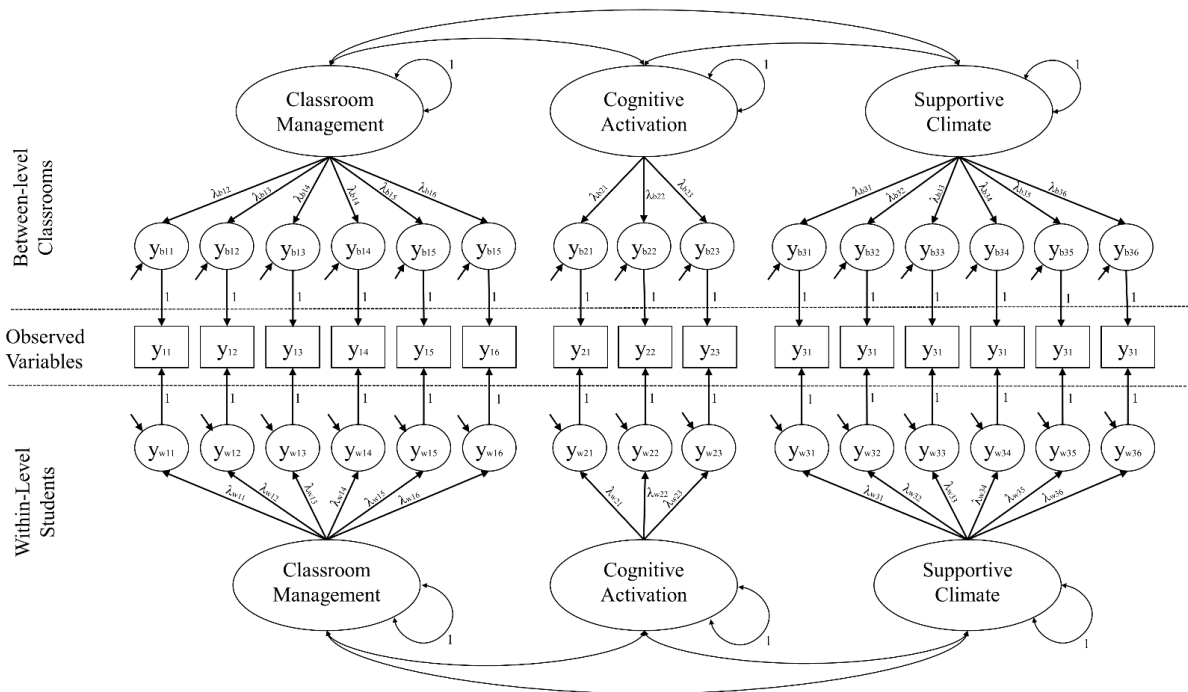 1
1
1
Classroom
Management
Cognitive
Activation
Supportive
Climate
Between-level
Classrooms
λb12 λb13 λb14 λb14 λb15 λb16 λb21 λb22 λb23 λb31 λb32 λb33 λb34 λb35 λb36
yb11 yb12 yb13 yb14 yb15 yb15 yb21 yb22 yb23 yb31 yb32 yb33 yb34 yb35 yb36
1 1 1 1 1 1 1 1 1 1 1 1 1 1 1
Observed
Variables
y11 y12 y13 y14 y15 y16 y21 y22 y23 y31 y31 y31 y31 y31 y31
1 1 1 1 1 1 1 1 1 1 1 1 1 1 1
yw11 yw12 yw13 yw14 yw15 yw16 yw21 yw22 yw23 yw31 yw32 yw33 yw34 yw35 yw36
λw11 λw12 λw13 λw14 λw15 λw16 λw21 λw22 λw23 λw31 λw32 λw33 λw34 λw35 λw36
Within-Level
Students
Classroom
Management
Cognitive
Activation
Supportive
Climate
1
1
1